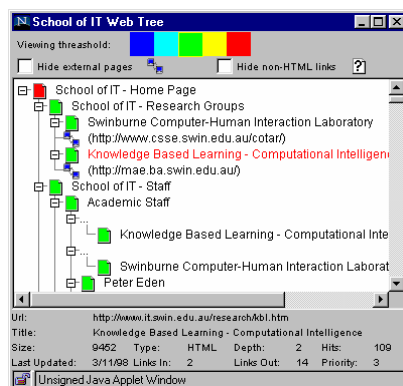 School of IT Web Tree
Viewing threashold:
Hide external pages Hide non-HTML links ?
School of IT - Home Page
School of IT - Research Groups
Swinburne Computer-Human Interaction Laboratory
(http://www.csse.swin.edu.au/cotar/)
Knowledge Based Learning - Computational Intelligen
(http://mae.ba.swin.edu.au/)
School of IT - Staff
Academic Staff
...
Knowledge Based Learning - Computational Inte
...
Swinburne Computer-Human Interaction Laborat
Peter Eden
Url: http://www.it.swin.edu.au/research/kbl.htm
Title: Knowledge Based Learning - Computational Intelligence
Size: 9452 Type: HTML Depth: 2 Hits: 109
Last Updated: 3/11/98 Links In: 2 Links Out: 14 Priority: 3
Unsigned Java Applet Window